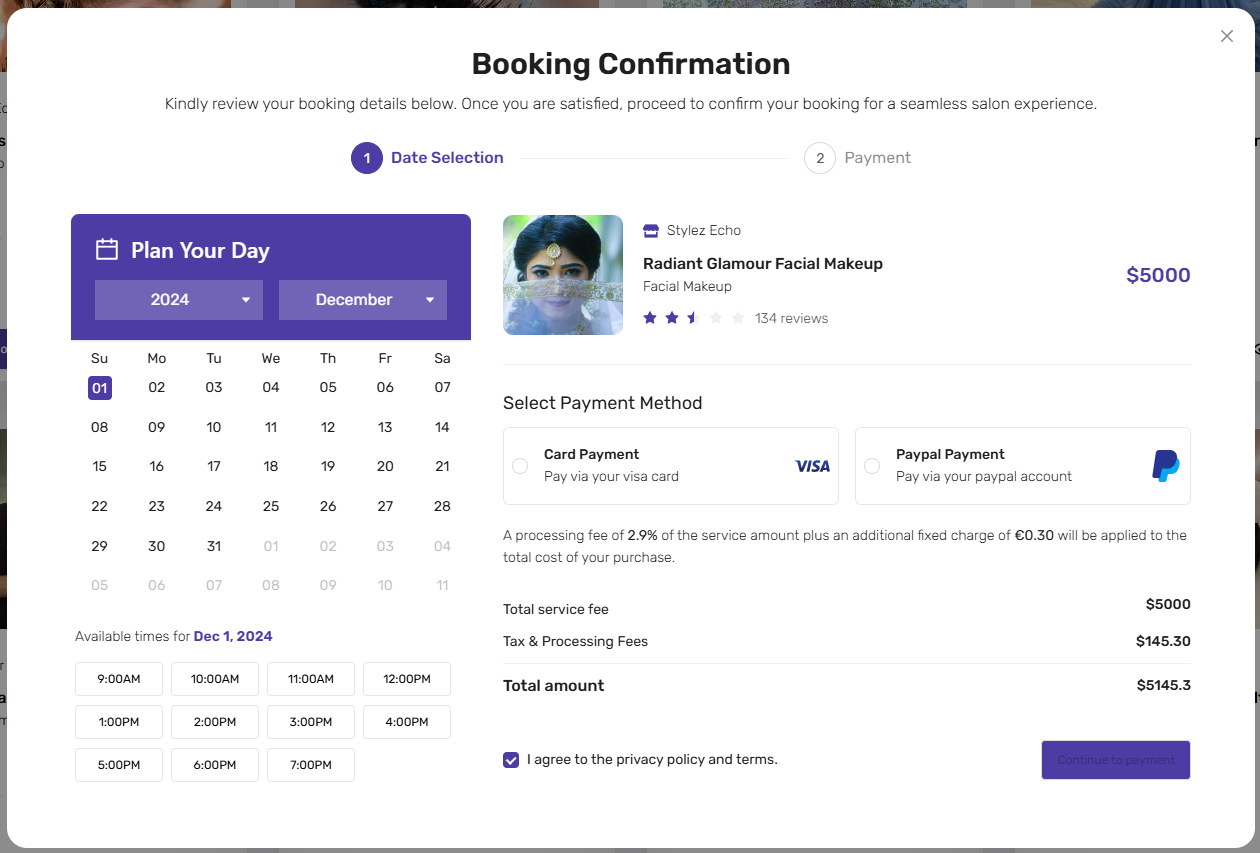 Booking Confirmation
Kindly review your booking details below. Once you are satisfied, proceed to confirm your booking for a seamless salon experience.
1 Date Selection
2 Payment
Plan Your Day
2024 December
Su Mo Tu We Th Fr Sa
01 02 03 04 05 06 07
08 09 10 11 12 13 14
15 16 17 18 19 20 21
22 23 24 25 26 27 28
29 30 31 01 02 03 04
05 06 07 08 09 10 11
Available times for Dec 1, 2024
9:00AM 10:00AM 11:00AM 12:00PM
1:00PM 2:00PM 3:00PM 4:00PM
5:00PM 6:00PM 7:00PM
Stylez Echo
Radiant Glamour Facial Makeup
$5000
Facial Makeup
134 reviews
Select Payment Method
Card Payment
Pay via your visa card
VISA
Paypal Payment
Pay via your paypal account
A processing fee of 2.9% of the service amount plus an additional fixed charge of €0.30 will be applied to the
total cost of your purchase.
Total service fee $5000
Tax & Processing Fees $145.30
Total amount $5145.3
I agree to the privacy policy and terms.
Continue to payment